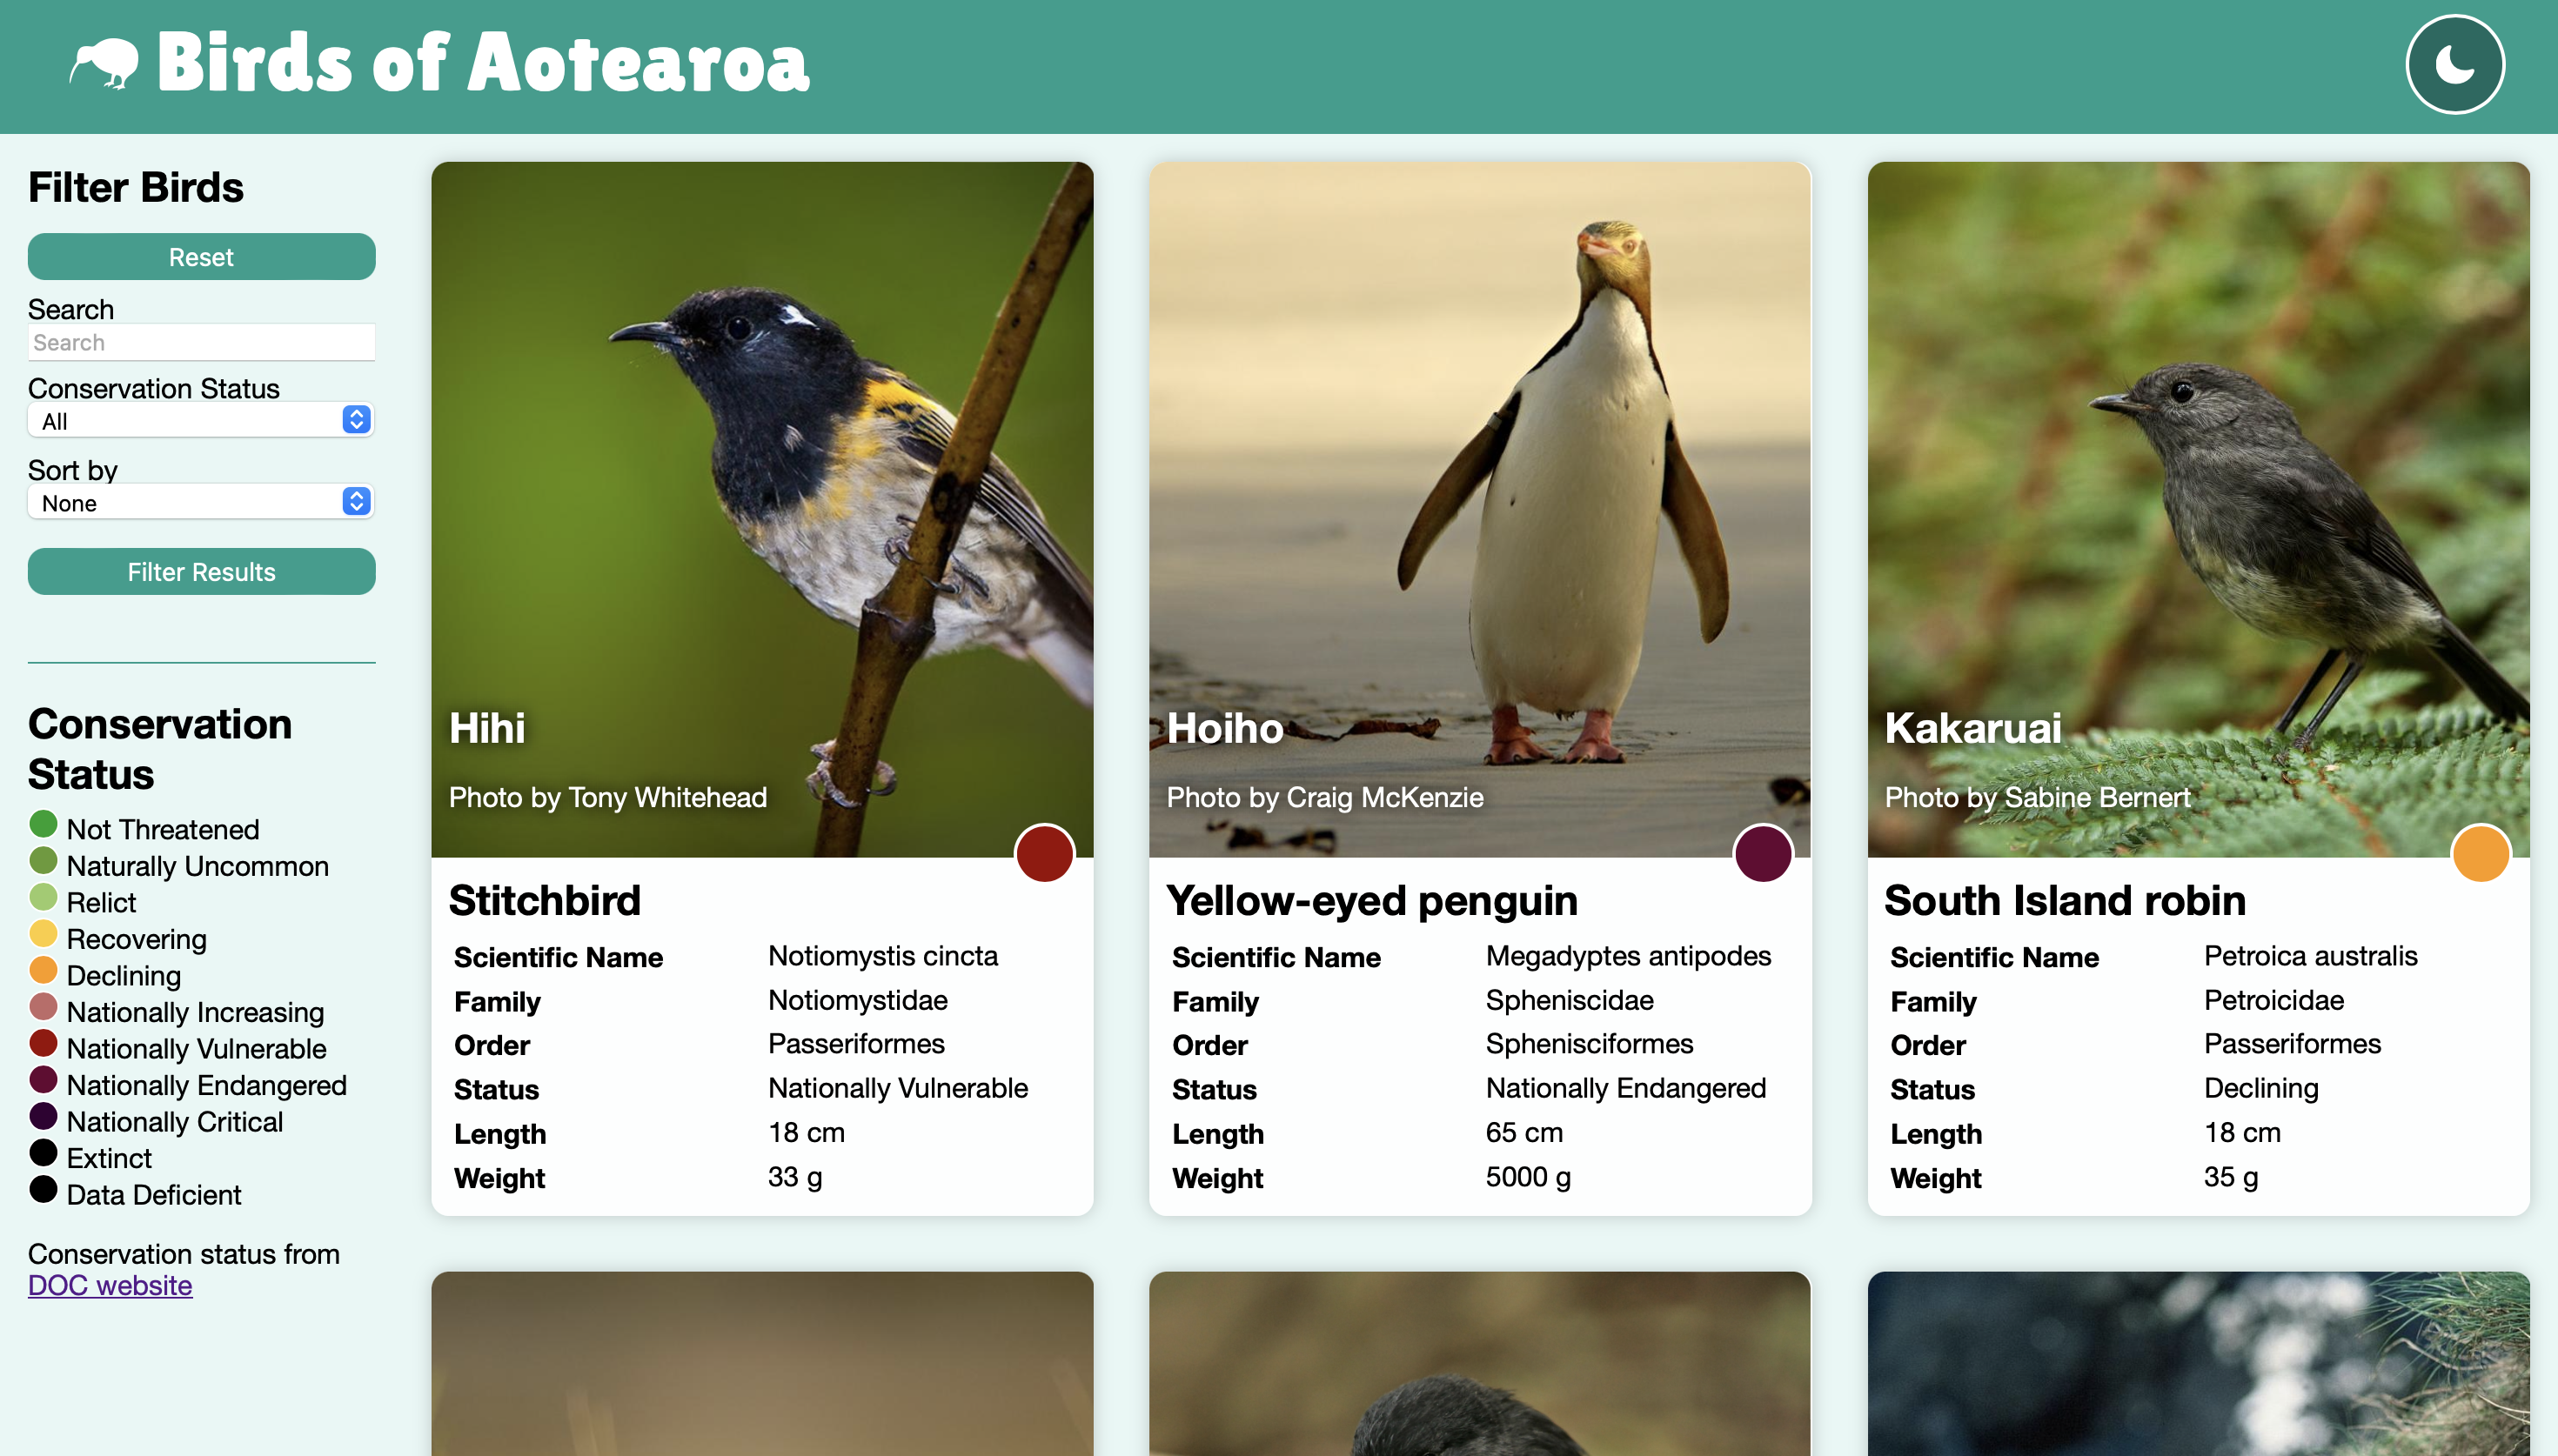 Birds of Aotearoa
Filter Birds
Reset
Search
Search
Conservation Status
All
Sort by
None
Filter Results
Conservation
Status
Not Threatened
Naturally Uncommon
Relict
Recovering
Declining
Nationally Increasing
Nationally Vulnerable
Nationally Endangered
Nationally Critical
Extinct
Data Deficient
Conservation status from
DOC website
Hihi
Photo by Tony Whitehead
Stitchbird
Scientific Name Notiomystis cincta
Family Notiomystidae
Order Passeriformes
Status Nationally Vulnerable
Length 18 cm
Weight 33 g
Hoiho
Photo by Craig McKenzie
Yellow-eyed penguin
Scientific Name Megadyptes antipodes
Family Spheniscidae
Order Sphenisciformes
Status Nationally Endangered
Length 65 cm
Weight 5000 g
Kakaruai
Photo by Sabine Bernert
South Island robin
Scientific Name Petroica australis
Family Petroicidae
Order Passeriformes
Status Declining
Length 18 cm
Weight 35 g